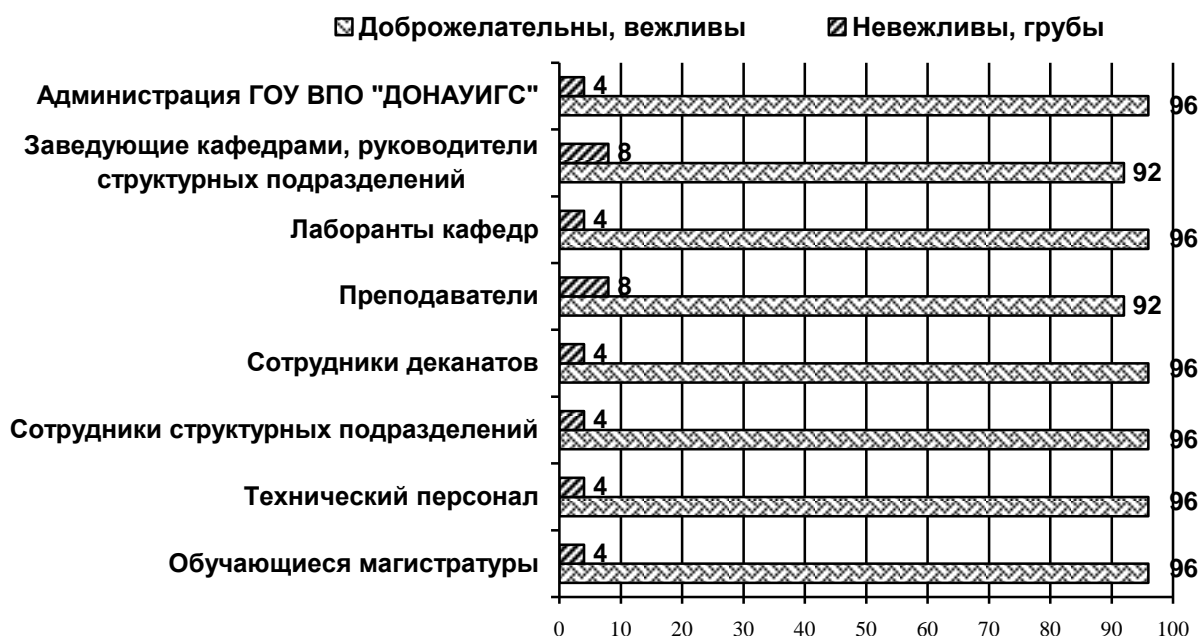 Доброжелательны, вежливы Невежливы, грубы
Администрация ГОУ ВПО "ДОНАУИГС"
4
96
Заведующие кафедрами, руководители
структурных подразделений
8
92
Лаборанты кафедр
4
96
Преподаватели
8
92
Сотрудники деканатов
4
96
Сотрудники структурных подразделений
4
96
Технический персонал
4
96
Обучающиеся магистратуры
4
96
0 10 20 30 40 50 60 70 80 90 100